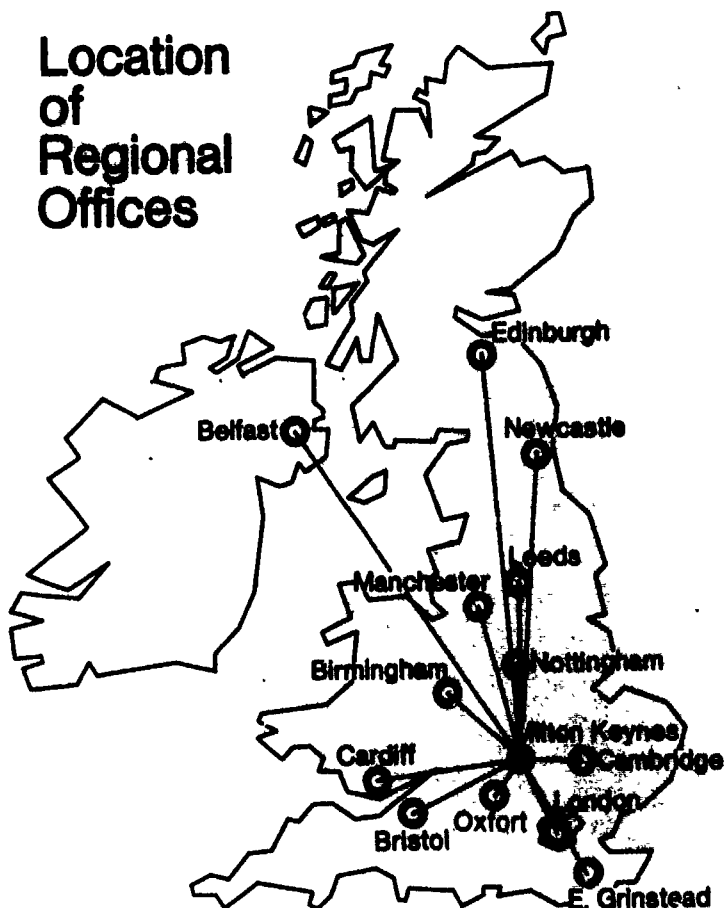 Location
of
Regional
Offices
Edinburgh
Belfast
Newcastle
Leeds
Manchester
Nottingham
Birmingham
Milton Keynes
Cardiff
Cambridge
London
Oxfort
Bristol
E. Grinstead